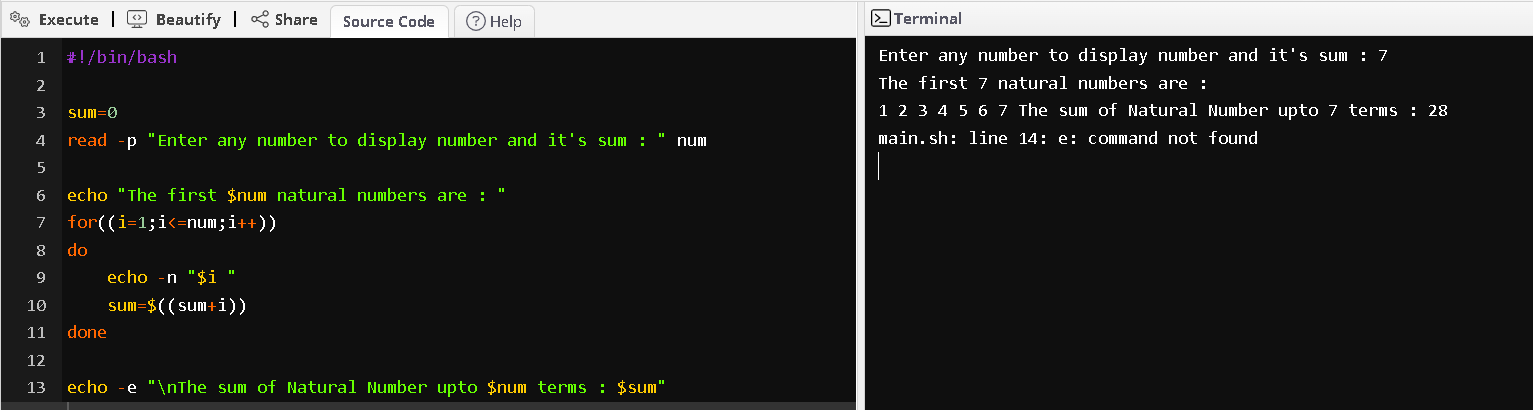 Execute | Beautify | Share Source Code Help
1 #!/bin/bash
2
3 sum=0
4 read -p "Enter any number to display number and it's sum : " num
5
6 echo "The first $num natural numbers are : "
7 for((i=1;i<=num;i++))
8 do
9     echo -n "$i "
10     sum=$((sum+i))
11 done
12
13 echo -e "\nThe sum of Natural Number upto $num terms : $sum"
Terminal
Enter any number to display number and it's sum : 7
The first 7 natural numbers are :
1 2 3 4 5 6 7 The sum of Natural Number upto 7 terms : 28
main.sh: line 14: e: command not found